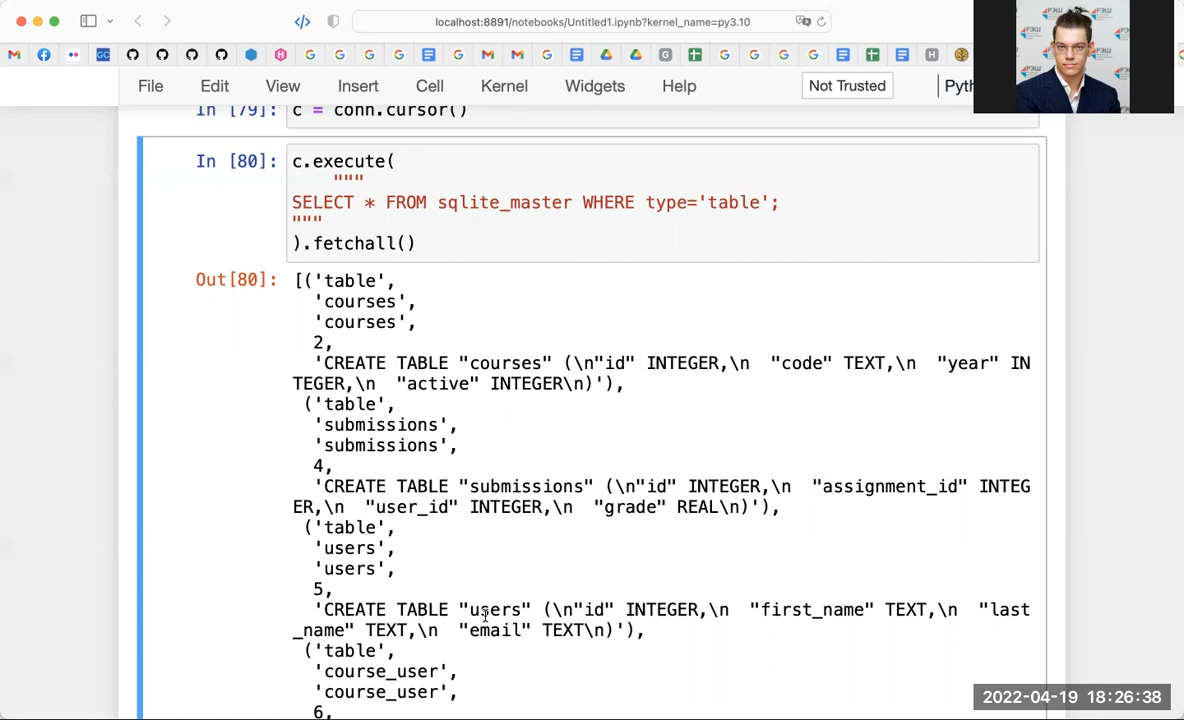 localhost:8891/notebooks/Untitled1.ipynb?kernel_name=py3.10
File Edit View Insert Cell Kernel Widgets Help Not Trusted Pyth
In [79]: c = conn.cursor()
In [80]: c.execute(
"""
SELECT * FROM sqlite_master WHERE type='table';
"""
).fetchall()
Out[80]: [('table',
'courses',
'courses',
2,
'CREATE TABLE "courses" (\n"id" INTEGER,\n  "code" TEXT,\n  "year" IN
TEGER,\n  "active" INTEGER\n)'),
('table',
'submissions',
'submissions',
4,
'CREATE TABLE "submissions" (\n"id" INTEGER,\n  "assignment_id" INTEG
ER,\n  "user_id" INTEGER,\n  "grade" REAL\n)'),
('table',
'users',
'users',
5,
'CREATE TABLE "users" (\n"id" INTEGER,\n  "first_name" TEXT,\n  "last
_name" TEXT,\n  "email" TEXT\n)'),
('table',
'course_user',
'course_user',
6,
РЭШ
2022-04-19 18:26:38